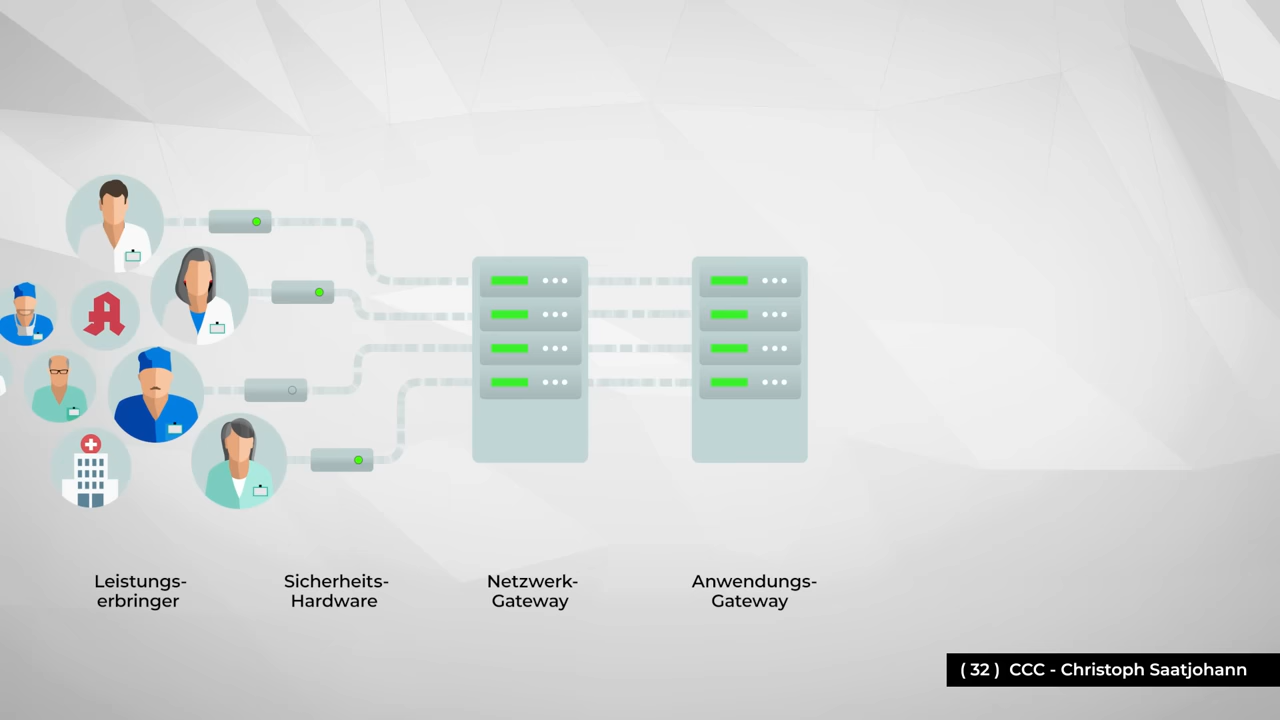 Leistungs-
erbringer
Sicherheits-
Hardware
Netzwerk-
Gateway
Anwendungs-
Gateway
( 32 ) CCC - Christoph Saatjohann